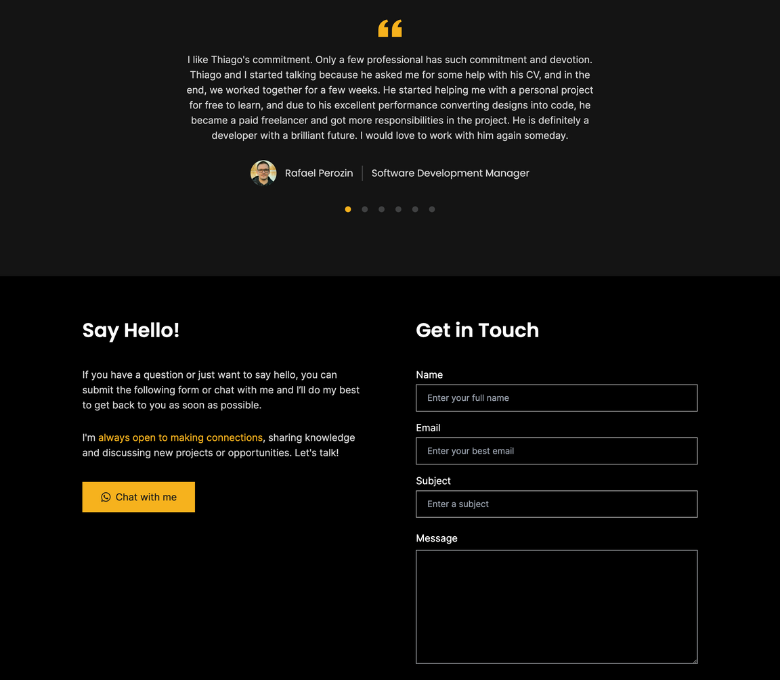 I like Thiago's commitment. Only a few professional has such commitment and devotion.
Thiago and I started talking because he asked me for some help with his CV, and in the
end, we worked together for a few weeks. He started helping me with a personal project
for free to learn, and due to his excellent performance converting designs into code, he
became a paid freelancer and got more responsibilities in the project. He is definitely a
developer with a brilliant future. I would love to work with him again someday.
Rafael Perozin
Software Development Manager
Say Hello!
If you have a question or just want to say hello, you can
submit the following form or chat with me and I'll do my best
to get back to you as soon as possible.
I'm always open to making connections, sharing knowledge
and discussing new projects or opportunities. Let's talk!
Chat with me
Get in Touch
Name
Enter your full name
Email
Enter your best email
Subject
Enter a subject
Message